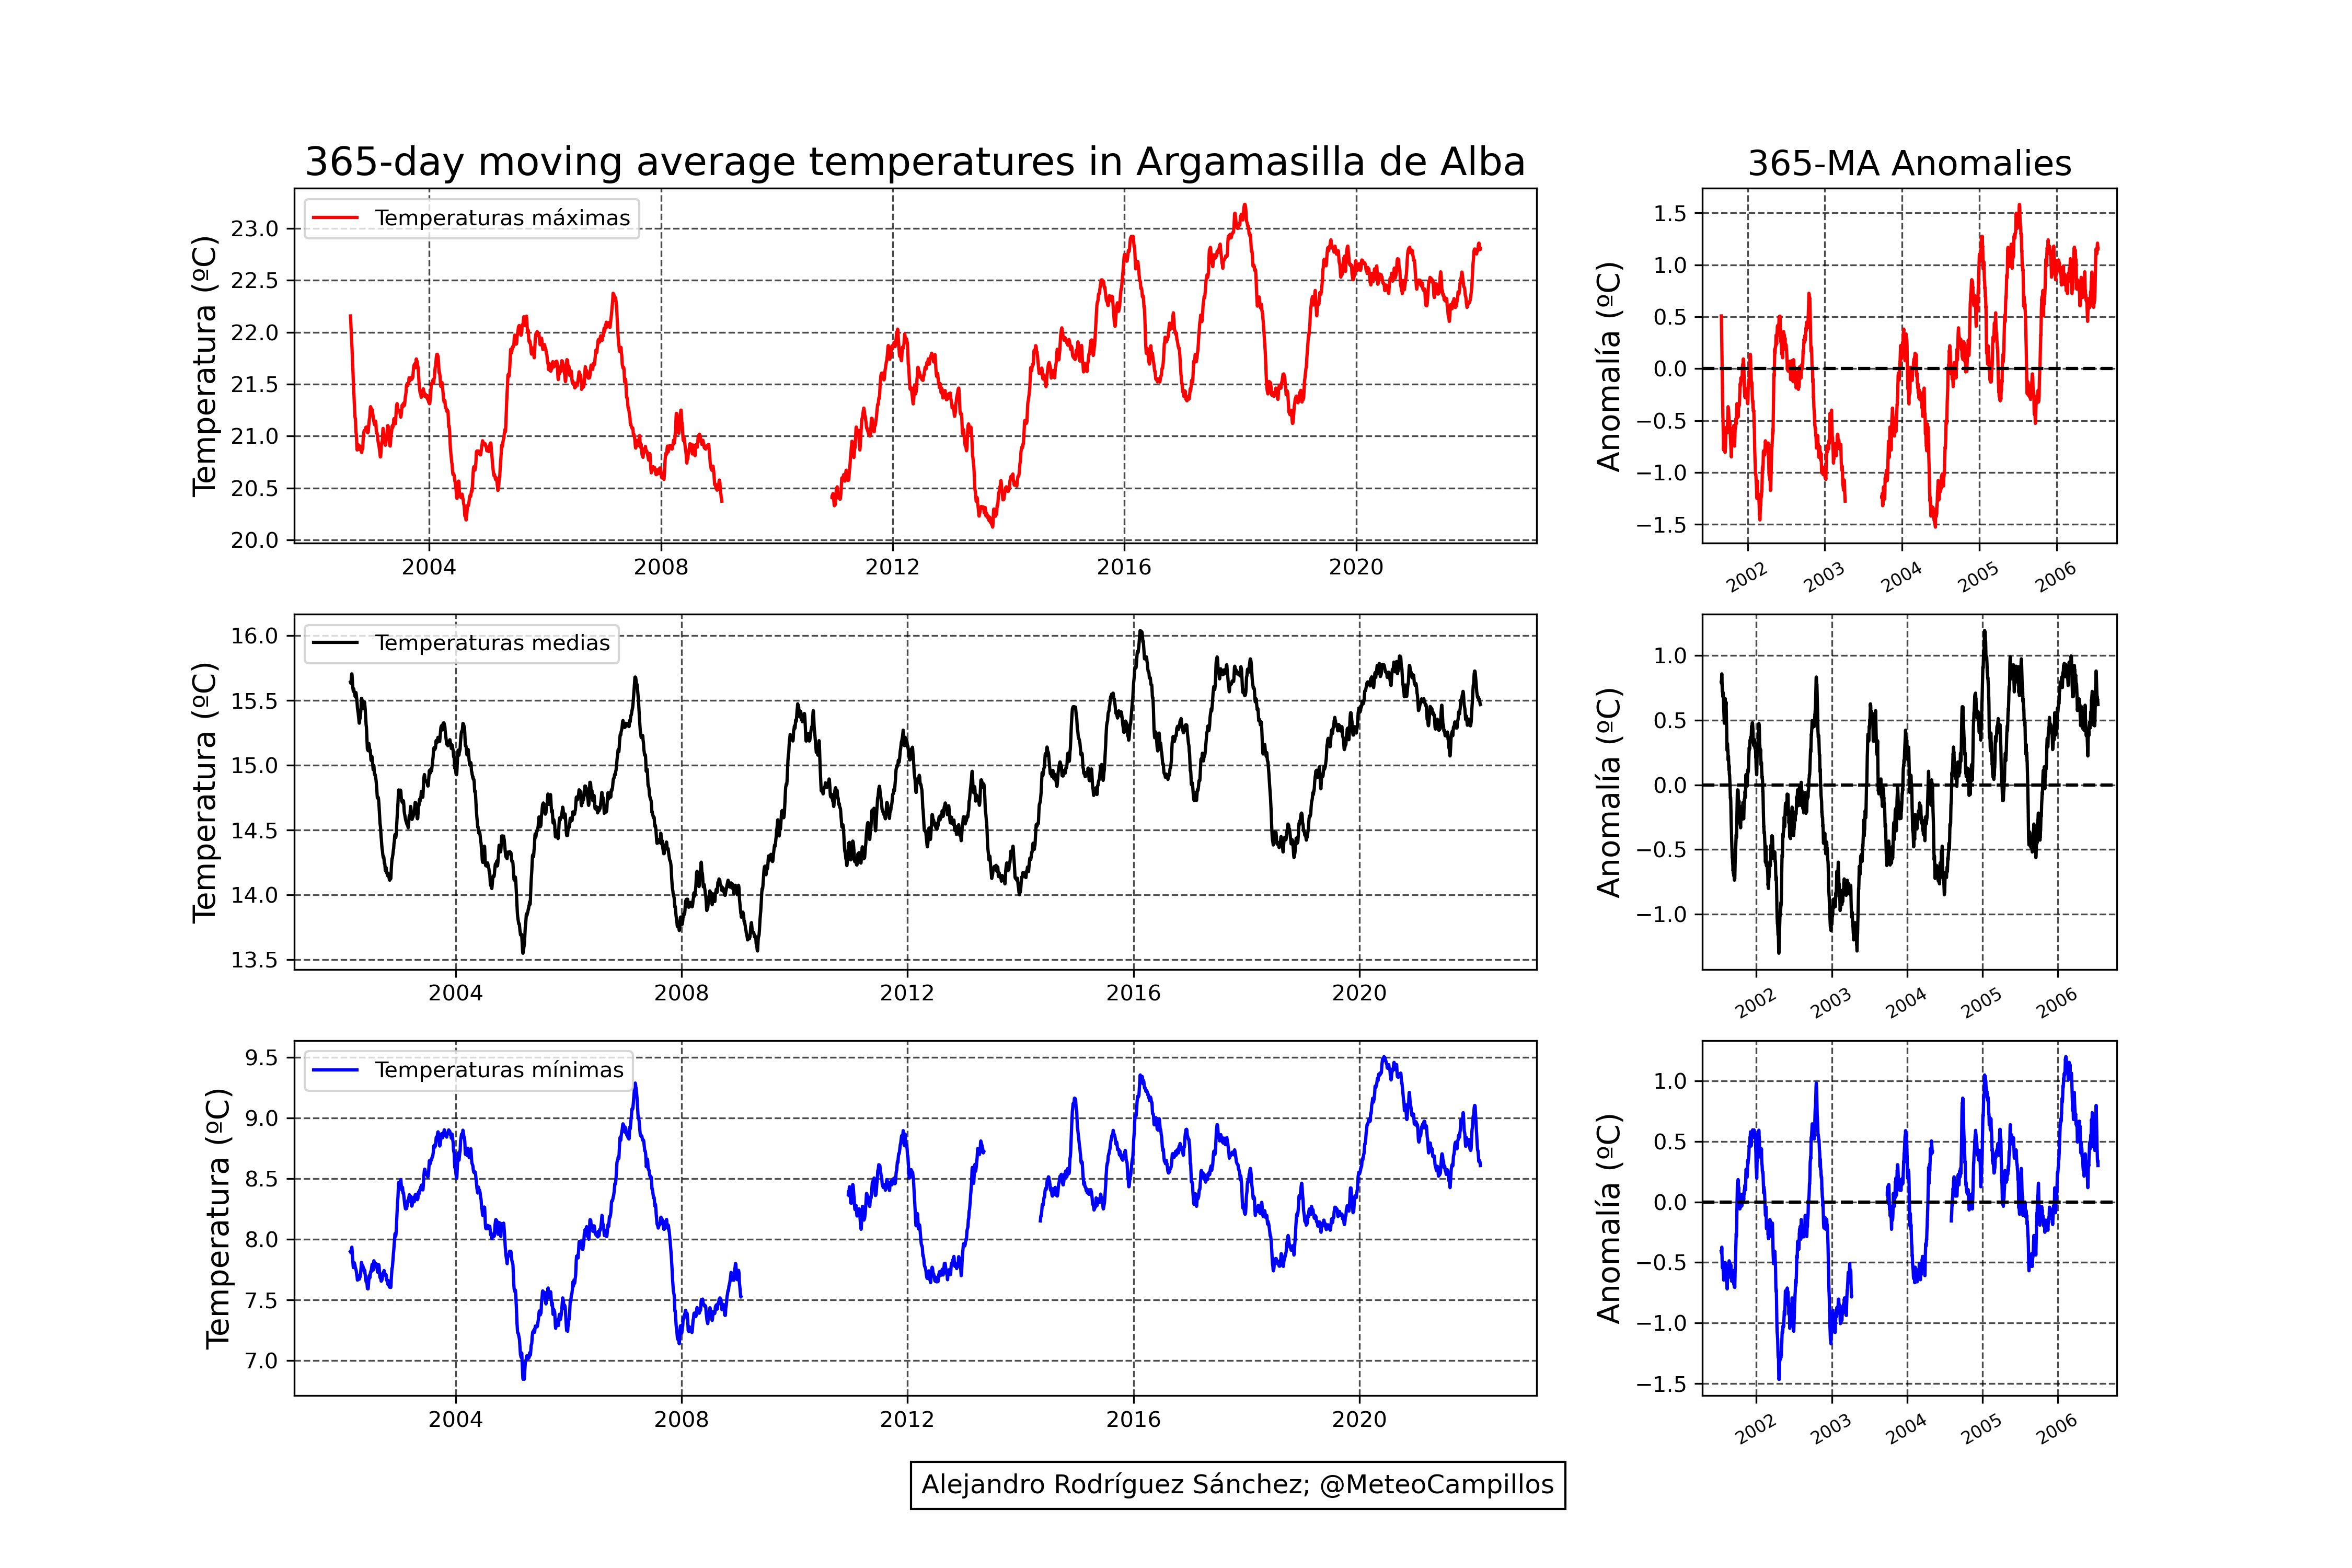 365-day moving average temperatures in Argamasilla de Alba
365-MA Anomalies
Temperatura (ºC)
23.0
22.5
22.0
21.5
21.0
20.5
20.0
Temperaturas máximas
2004 2008 2012 2016 2020
Anomalía (ºC)
1.5
1.0
0.5
0.0
−0.5
−1.0
−1.5
2002 2003 2004 2005 2006
Temperatura (ºC)
16.0
15.5
15.0
14.5
14.0
13.5
Temperaturas medias
2004 2008 2012 2016 2020
Anomalía (ºC)
1.0
0.5
0.0
−0.5
−1.0
2002 2003 2004 2005 2006
Temperatura (ºC)
9.5
9.0
8.5
8.0
7.5
7.0
Temperaturas mínimas
2004 2008 2012 2016 2020
Anomalía (ºC)
1.0
0.5
0.0
−0.5
−1.0
−1.5
2002 2003 2004 2005 2006
Alejandro Rodríguez Sánchez; @MeteoCampillos